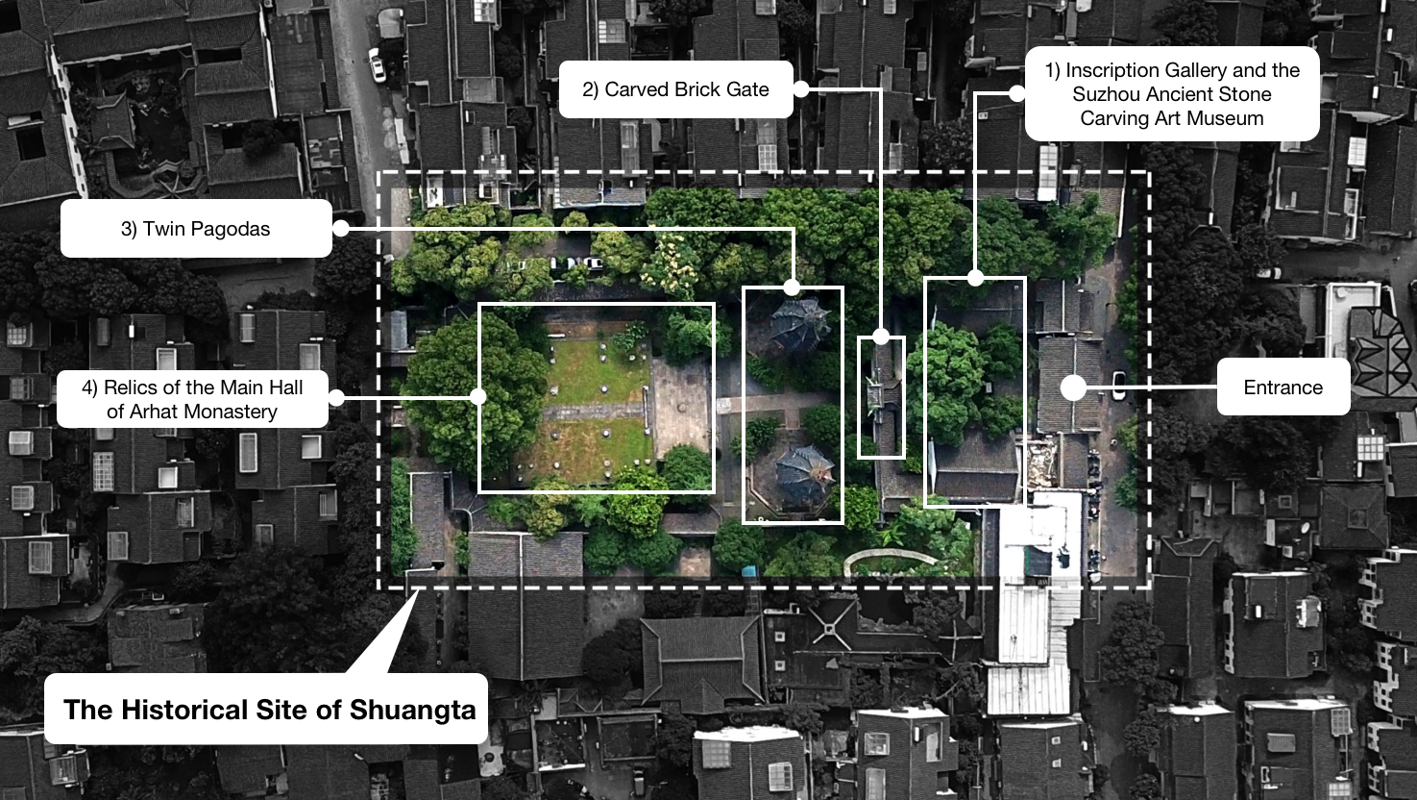 1) Inscription Gallery and the
Suzhou Ancient Stone
Carving Art Museum
2) Carved Brick Gate
3) Twin Pagodas
4) Relics of the Main Hall
of Arhat Monastery
Entrance
The Historical Site of Shuangta